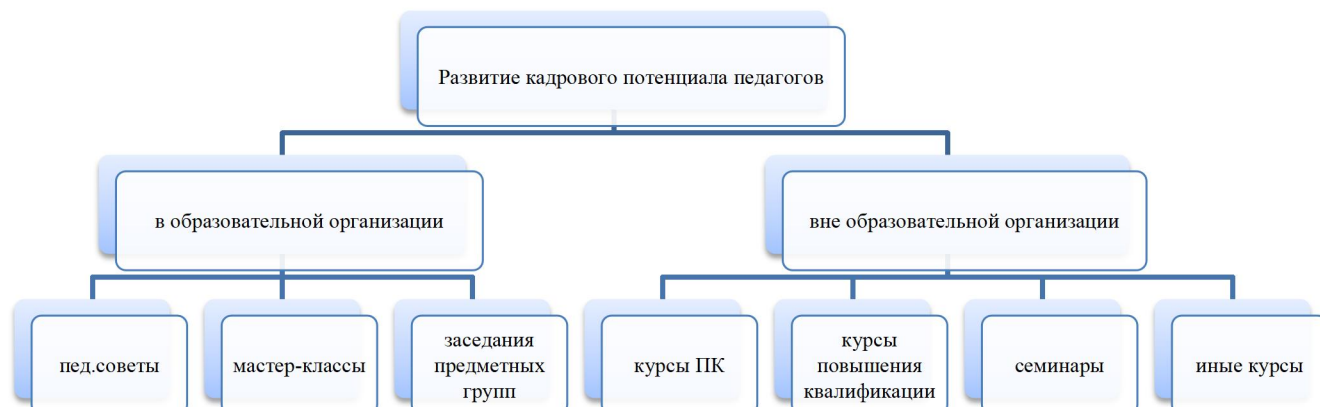 Развитие кадрового потенциала педагогов
в образовательной организации
вне образовательной организации
пед.советы
мастер-классы
заседания
предметных
групп
курсы ПК
курсы
повышения
квалификации
семинары
иные курсы